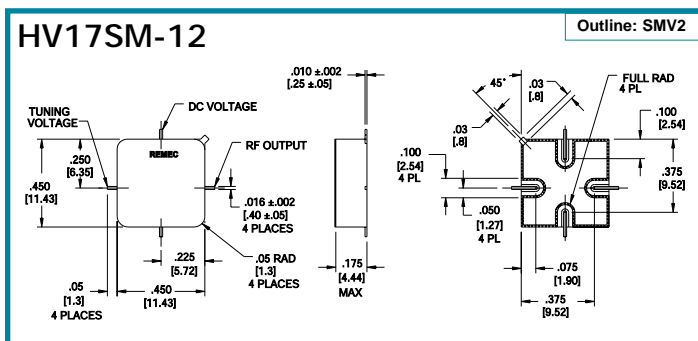 HV17SM-12
Outline: SMV2
.010 ±.002
[.25 ±.05]
DC VOLTAGE
TUNING
VOLTAGE
REMEC
RF OUTPUT
.250
[6.35]
.450
[11.43]
.016 ±.002
[.40 ±.05]
4 PLACES
.225
[5.72]
.05 RAD
[1.3]
4 PLACES
.05
[1.3]
4 PLACES
.450
[11.43]
.175
[4.44]
MAX
45°
.03
[.8]
FULL RAD
4 PL
.03
[.8]
.100
[2.54]
.100
[2.54]
4 PL
.375
[9.52]
.050
[1.27]
4 PL
.075
[1.90]
.375
[9.52]